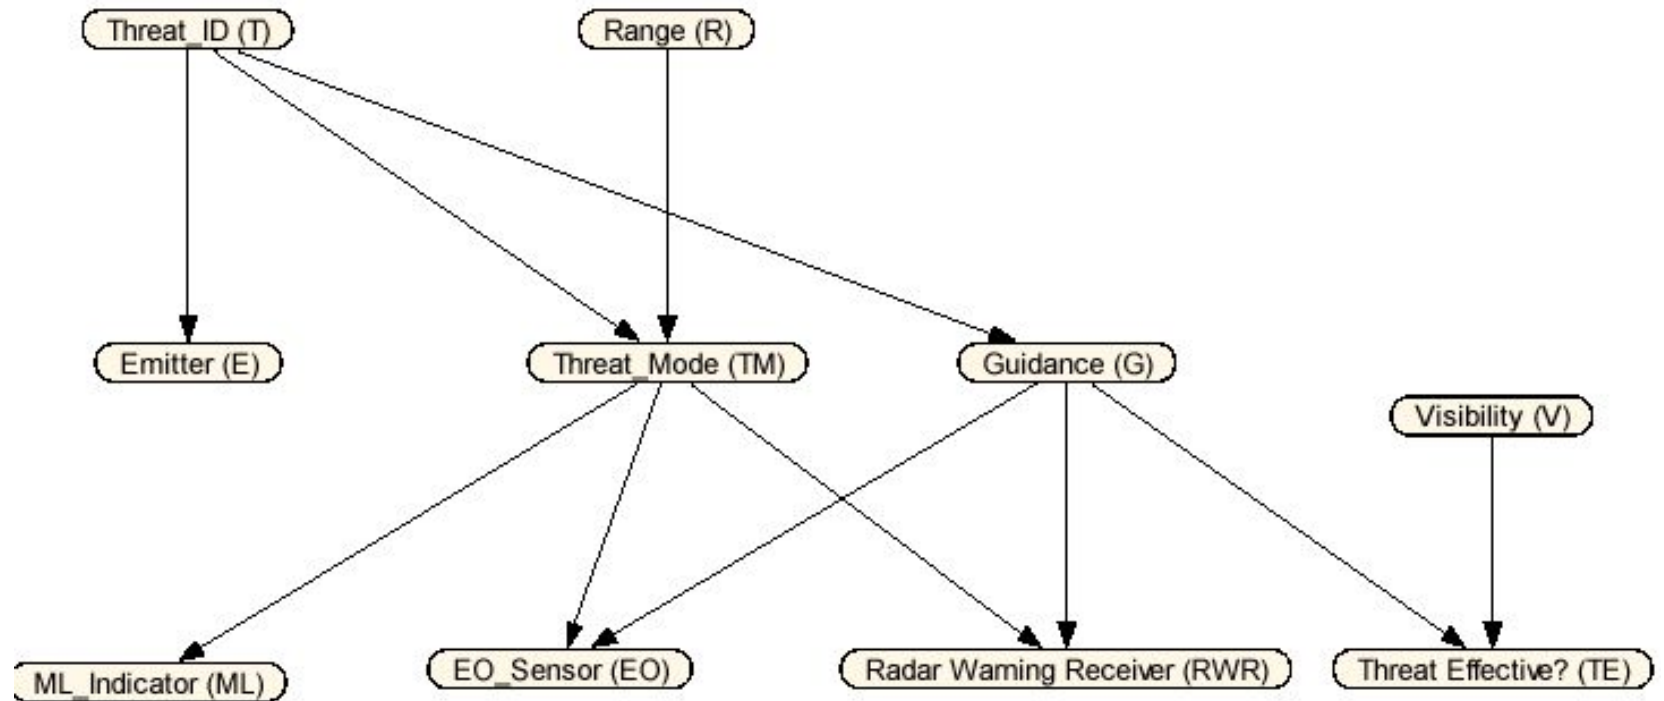 Threat_ID (T)
Range (R)
Emitter (E)
Threat_Mode (TM)
Guidance (G)
Visibility (V)
ML_Indicator (ML)
EO_Sensor (EO)
Radar Warning Receiver (RWR)
Threat Effective? (TE)